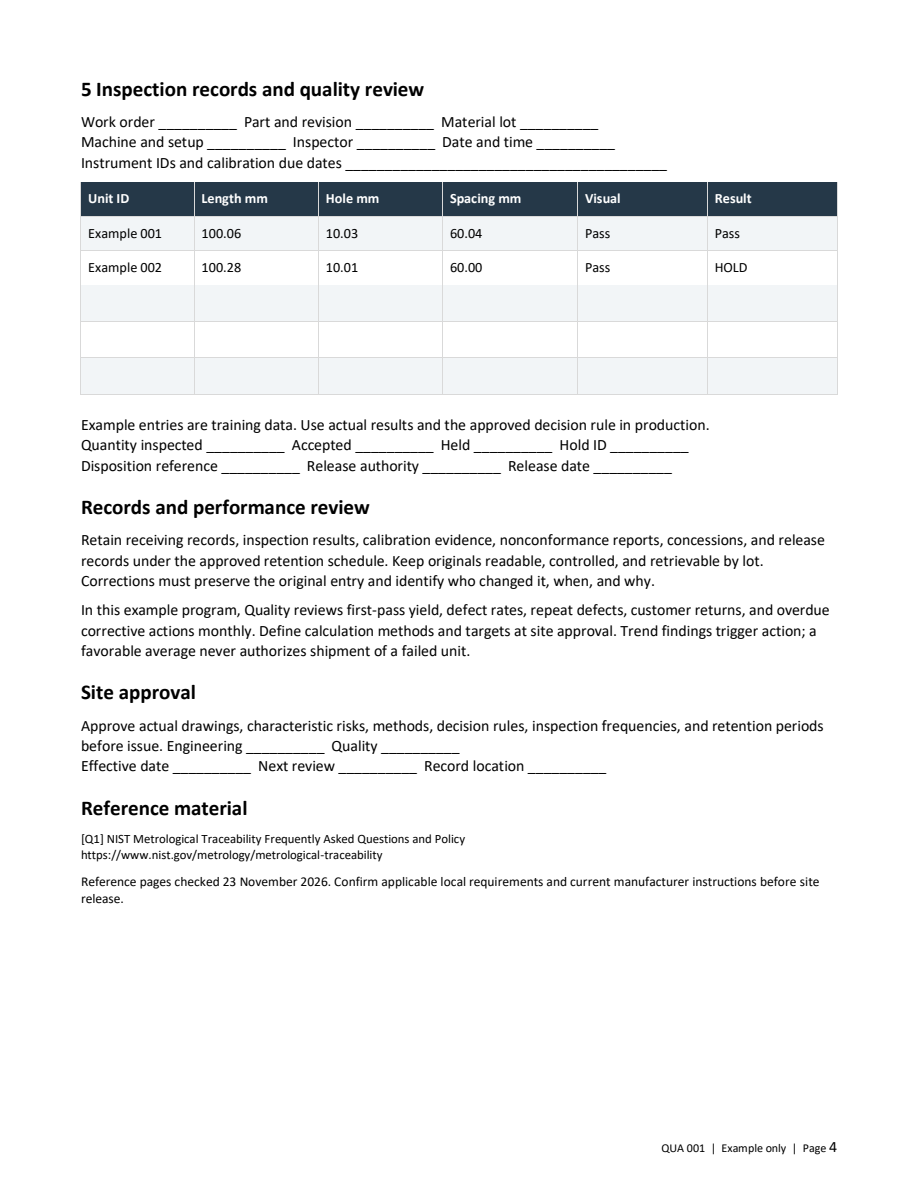 5 Inspection records and quality review
Work order __________ Part and revision __________ Material lot __________
Machine and setup __________ Inspector __________ Date and time __________
Instrument IDs and calibration due dates _________________________________________
Unit ID Length mm Hole mm Spacing mm Visual Result
Example 001 100.06 10.03 60.04 Pass Pass
Example 002 100.28 10.01 60.00 Pass HOLD
Example entries are training data. Use actual results and the approved decision rule in production.
Quantity inspected __________ Accepted __________ Held __________ Hold ID __________
Disposition reference __________ Release authority __________ Release date __________
Records and performance review
Retain receiving records, inspection results, calibration evidence, nonconformance reports, concessions, and release
records under the approved retention schedule. Keep originals readable, controlled, and retrievable by lot.
Corrections must preserve the original entry and identify who changed it, when, and why.
In this example program, Quality reviews first-pass yield, defect rates, repeat defects, customer returns, and overdue
corrective actions monthly. Define calculation methods and targets at site approval. Trend findings trigger action; a
favorable average never authorizes shipment of a failed unit.
Site approval
Approve actual drawings, characteristic risks, methods, decision rules, inspection frequencies, and retention periods
before issue. Engineering __________ Quality __________
Effective date __________ Next review __________ Record location __________
Reference material
[Q1] NIST Metrological Traceability Frequently Asked Questions and Policy
https://www.nist.gov/metrology/metrological-traceability
Reference pages checked 23 November 2026. Confirm applicable local requirements and current manufacturer instructions before site
release.
QUA 001 | Example only | Page 4